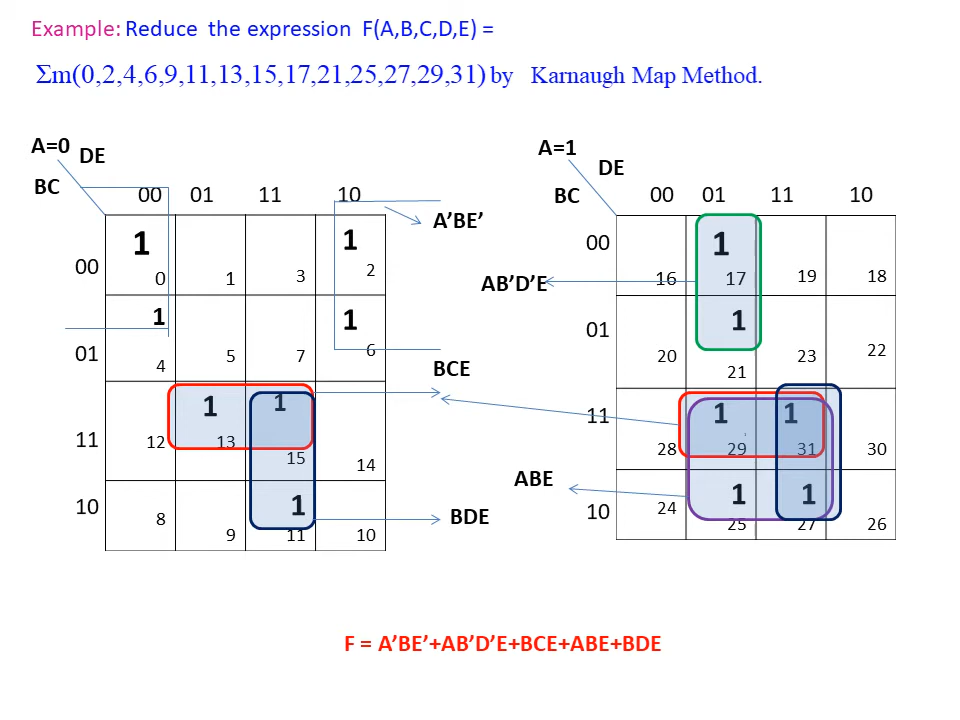 Example: Reduce the expression F(A,B,C,D,E) =
Σm(0,2,4,6,9,11,13,15,17,21,25,27,29,31) by Karnaugh Map Method.
A=0 DE
BC 00 01 11 10
A'BE'
00 1 0 1 3 1 2
01 1 4 5 7 1 6
11 12 1 13 1 15 14
10 8 9 1 11 10
BCE
BDE
A=1 DE
BC 00 01 11 10
00 16 1 17 19 18
01 20 1 21 23 22
11 28 1 29 1 31 30
10 24 1 25 1 27 26
AB'D'E
ABE
F = A'BE'+AB'D'E+BCE+ABE+BDE